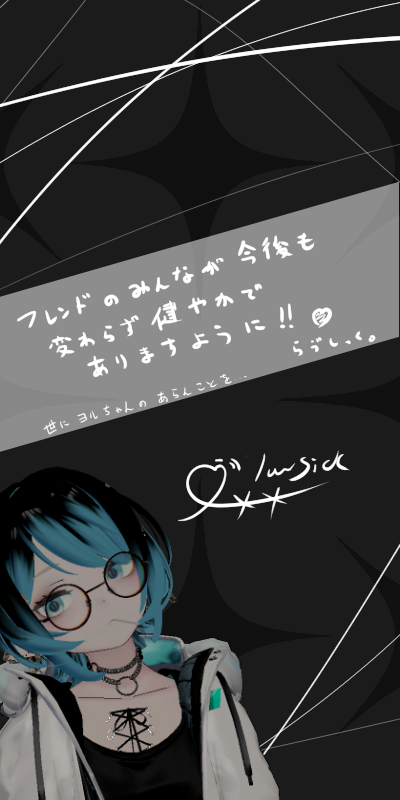 フレンドのみんなが今後も
変わらず健やかで
ありますように!!
らぶしっく。
世にヨルちゃんのあらんことを..
luvsick